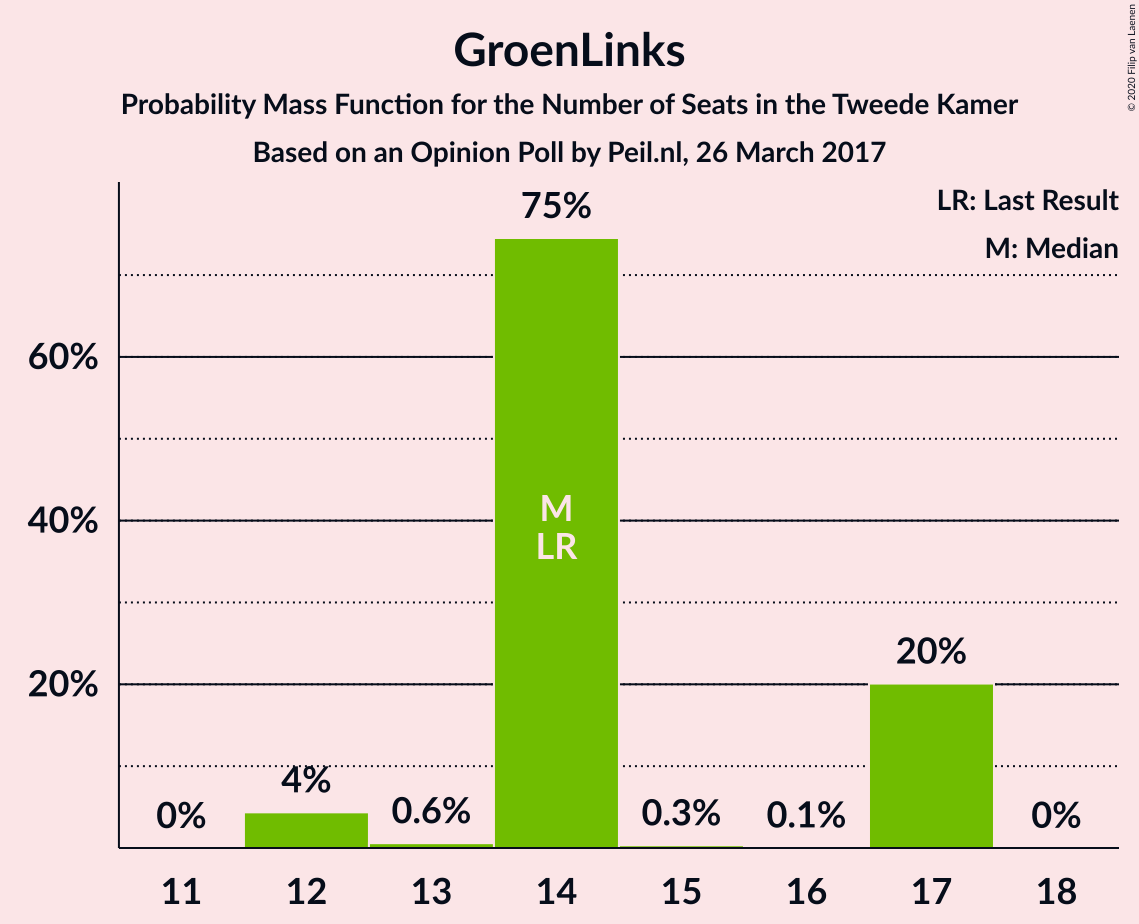 GroenLinks
Probability Mass Function for the Number of Seats in the Tweede Kamer
Based on an Opinion Poll by Peil.nl, 26 March 2017
© 2020 Filip van Laenen
LR: Last Result
M: Median
75%
60%
M
40%
LR
20%
20%
4%
0%
0.6%
0.3%
0.1%
0%
11 12 13 14 15 16 17 18